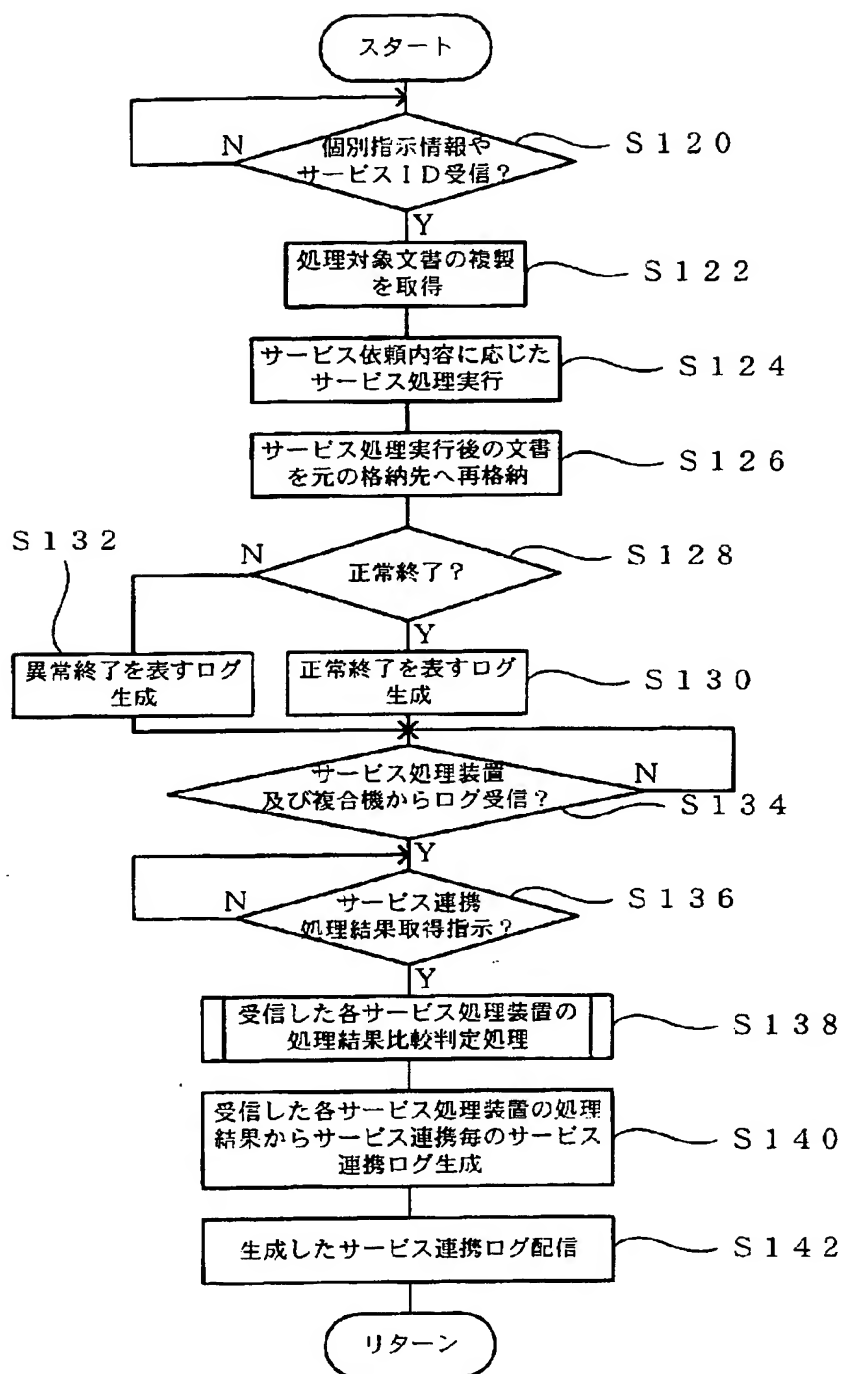 スタート
個別指示情報や
サービスID受信?
S120
N
Y
処理対象文書の複製
を取得
S122
サービス依頼内容に応じた
サービス処理実行
S124
サービス処理実行後の文書
を元の格納先へ再格納
S126
S132
N
正常終了?
S128
Y
異常終了を表すログ
生成
正常終了を表すログ
生成
S130
サービス処理装置
及び複合機からログ受信?
N
S134
Y
N
サービス連携
処理結果取得指示?
S136
Y
受信した各サービス処理装置の
処理結果比較判定処理
S138
受信した各サービス処理装置の処理
結果からサービス連携毎のサービス
連携ログ生成
S140
生成したサービス連携ログ配信
S142
リターン